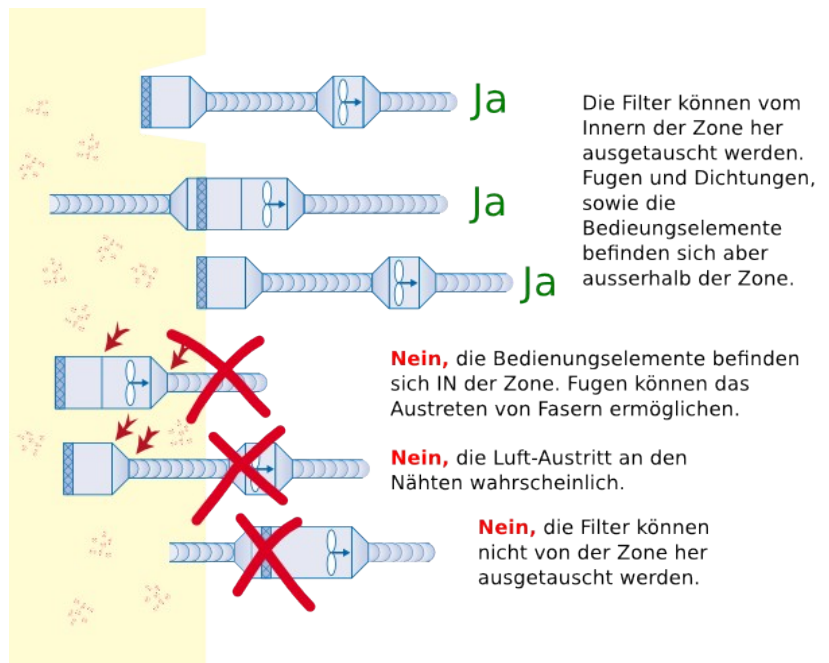 Ja
Die Filter können vom
Innern der Zone her
ausgetauscht werden.
Fugen und Dichtungen,
sowie die
Bedieungselemente
befinden sich aber
ausserhalb der Zone.
Ja
Ja
Nein, die Bedienungselemente befinden
sich IN der Zone. Fugen können das
Austreten von Fasern ermöglichen.
Nein, die Luft-Austritt an den
Nähten wahrscheinlich.
Nein, die Filter können
nicht von der Zone her
ausgetauscht werden.